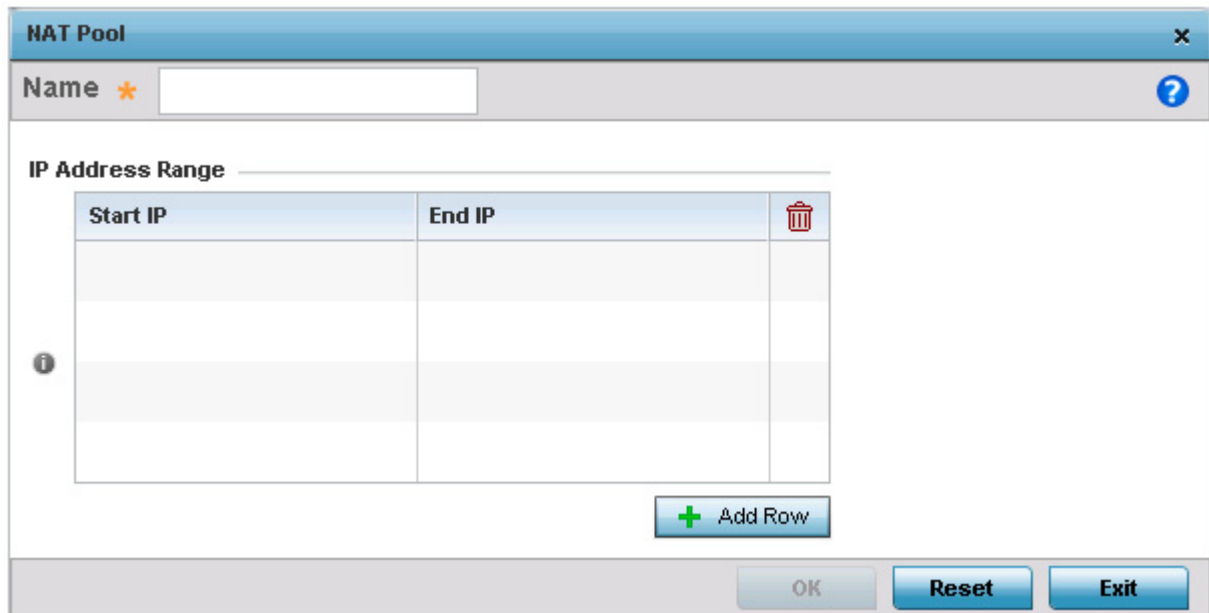 NAT Pool
Name *
IP Address Range
Start IP End IP
Add Row
OK Reset Exit